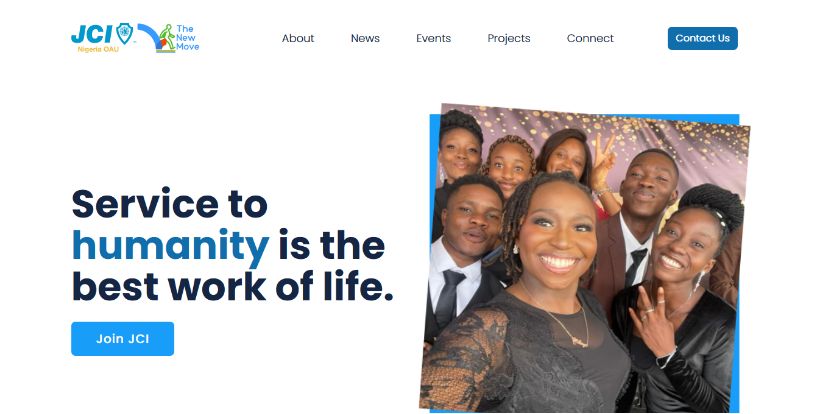 JCI
Nigeria OAU
The
New
Move
About
News
Events
Projects
Connect
Contact Us
Service to
humanity is the
best work of life.
Join JCI